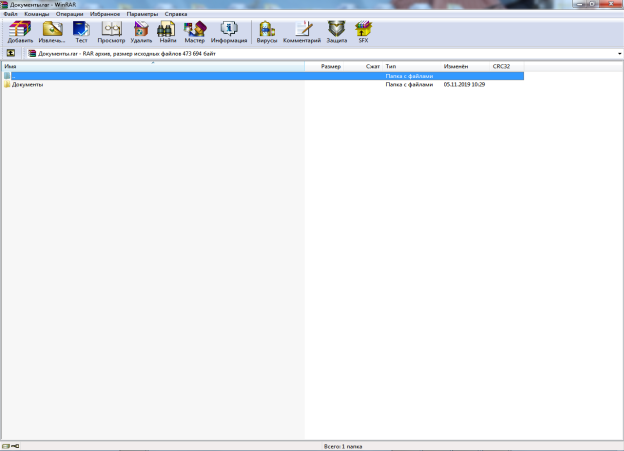 Документы.rar - WinRAR
Файл Команды Операции Избранное Параметры Справка
Добавить Извлечь... Тест Просмотр Удалить Найти Мастер Информация Вирусы Комментарий Защита SFX
Документы.rar - RAR архив, размер исходных файлов 473 694 байт
Имя Размер Сжат Тип Изменён CRC32
.. Папка с файлами
Документы Папка с файлами 05.11.2019 10:29
Всего: 1 папка